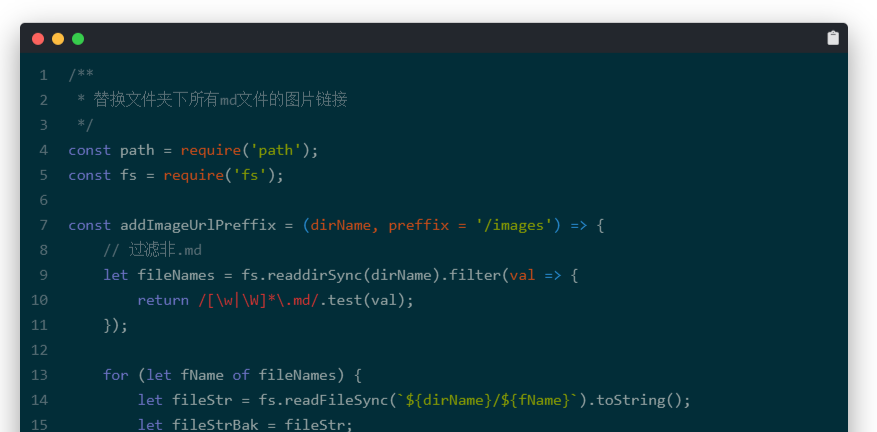 1 /**
2  * 替换文件夹下所有md文件的图片链接
3  */
4 const path = require('path');
5 const fs = require('fs');
6
7 const addImageUrlPreffix = (dirName, preffix = '/images') => {
8     // 过滤非.md
9     let fileNames = fs.readdirSync(dirName).filter(val => {
10         return /[\w|\W]*\.md/.test(val);
11     });
12
13     for (let fName of fileNames) {
14         let fileStr = fs.readFileSync(`${dirName}/${fName}`).toString();
15         let fileStrBak = fileStr;